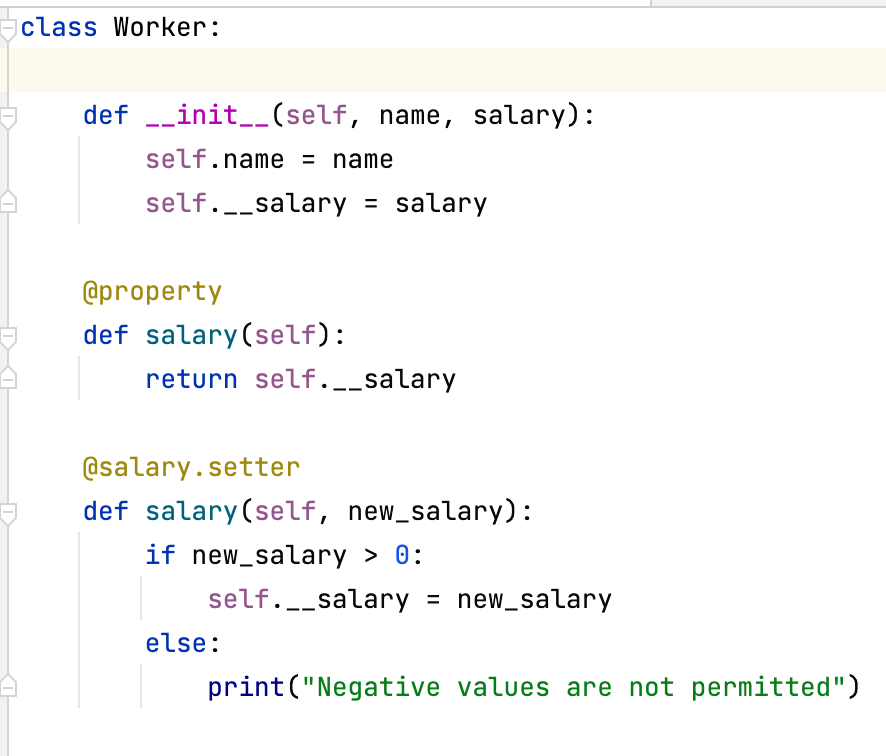 class Worker:
    def __init__(self, name, salary):
        self.name = name
        self.__salary = salary
    @property
    def salary(self):
        return self.__salary
    @salary.setter
    def salary(self, new_salary):
        if new_salary > 0:
            self.__salary = new_salary
        else:
            print("Negative values are not permitted")